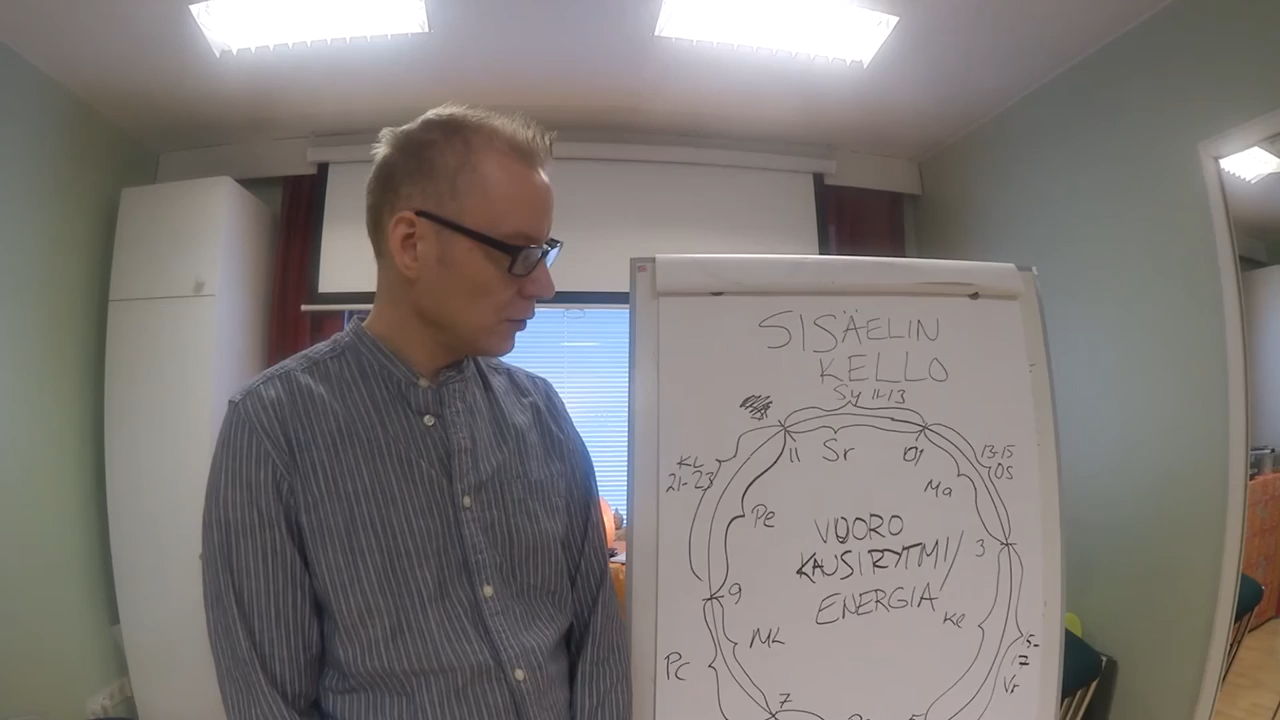 SISÄELIN
KELLO
Sy 11-13
11
Sr
01
13-15
OS
KL
21-23
Ma
Pe
VUORO
KAUSIRYTMI/
ENERGIA
3
9
Ke
ML
15-
17
Vr
Pc
7